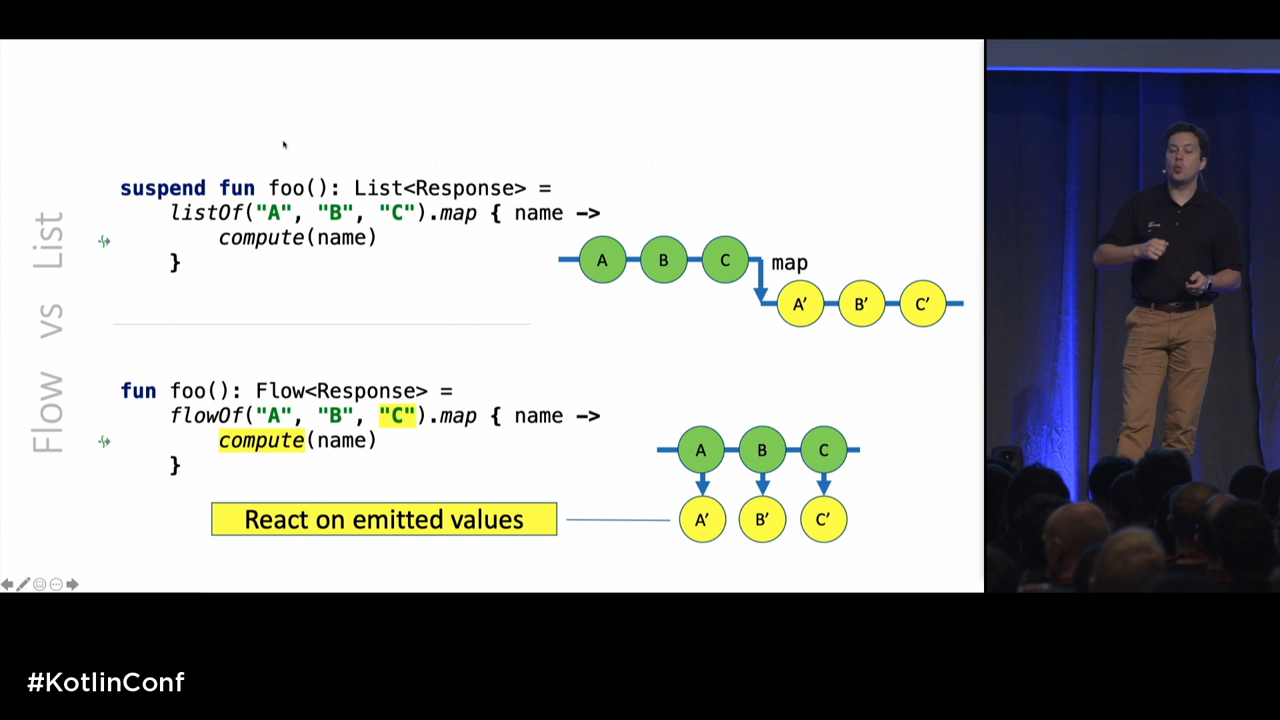 Flow vs List
suspend fun foo(): List<Response> =
listOf("A", "B", "C").map { name ->
compute(name)
}
A B C
map
A′ B′ C′
fun foo(): Flow<Response> =
flowOf("A", "B", "C").map { name ->
compute(name)
}
A B C
React on emitted values
A′ B′ C′
#KotlinConf